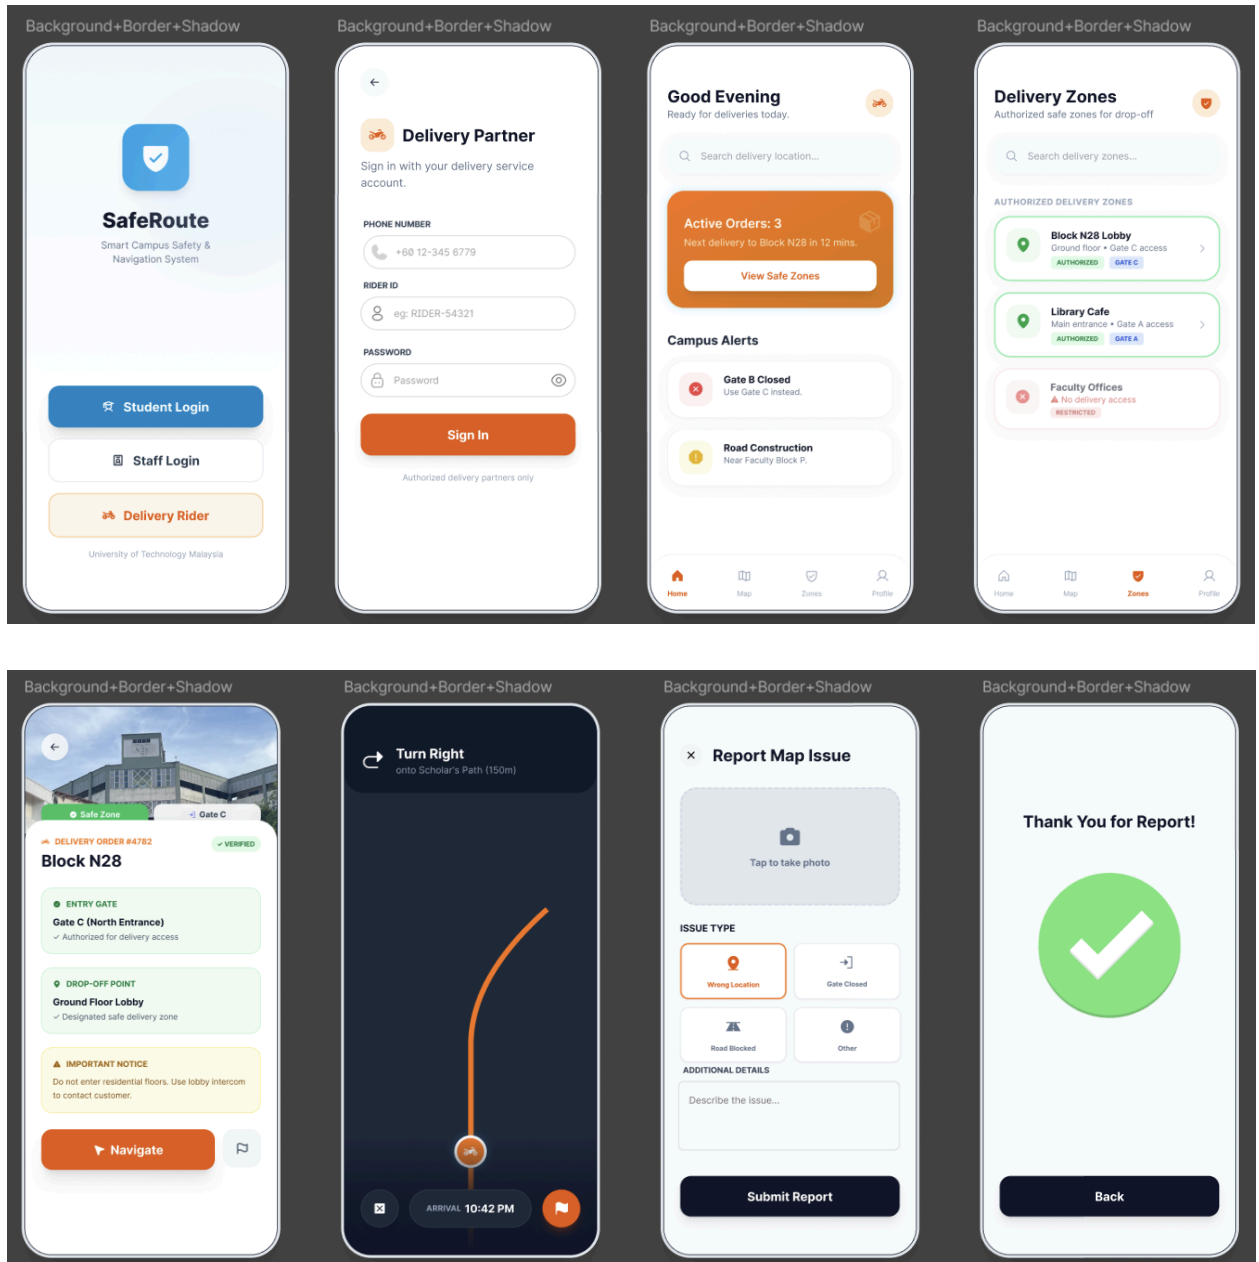 Background+Border+Shadow
SafeRoute
Smart Campus Safety &
Navigation System
Student Login
Staff Login
Delivery Rider
University of Technology Malaysia
Background+Border+Shadow
Delivery Partner
Sign in with your delivery service
account.
PHONE NUMBER
+60 12-345 6779
RIDER ID
eg: RIDER-54321
PASSWORD
Password
Sign In
Authorized delivery partners only
Background+Border+Shadow
Good Evening
Ready for deliveries today.
Search delivery location...
Active Orders: 3
Next delivery to Block N28 in 12 mins.
View Safe Zones
Campus Alerts
Gate B Closed
Use Gate C instead.
Road Construction
Near Faculty Block P.
Home
Map
Zones
Profile
Background+Border+Shadow
Delivery Zones
Authorized safe zones for drop-off
Search delivery zones...
AUTHORIZED DELIVERY ZONES
Block N28 Lobby
Ground floor • Gate C access
AUTHORIZED GATE C
Library Cafe
Main entrance • Gate A access
AUTHORIZED GATE A
Faculty Offices
No delivery access
RESTRICTED
Home
Map
Zones
Profile
Background+Border+Shadow
Safe Zone
Gate C
DELIVERY ORDER #4782
VERIFIED
Block N28
ENTRY GATE
Gate C (North Entrance)
✓ Authorized for delivery access
DROP-OFF POINT
Ground Floor Lobby
✓ Designated safe delivery zone
IMPORTANT NOTICE
Do not enter residential floors. Use lobby intercom
to contact customer.
Navigate
Background+Border+Shadow
Turn Right
onto Scholar's Path (150m)
ARRIVAL 10:42 PM
Background+Border+Shadow
Report Map Issue
Tap to take photo
ISSUE TYPE
Wrong Location
Gate Closed
Road Blocked
Other
ADDITIONAL DETAILS
Describe the issue...
Submit Report
Background+Border+Shadow
Thank You for Report!
Back